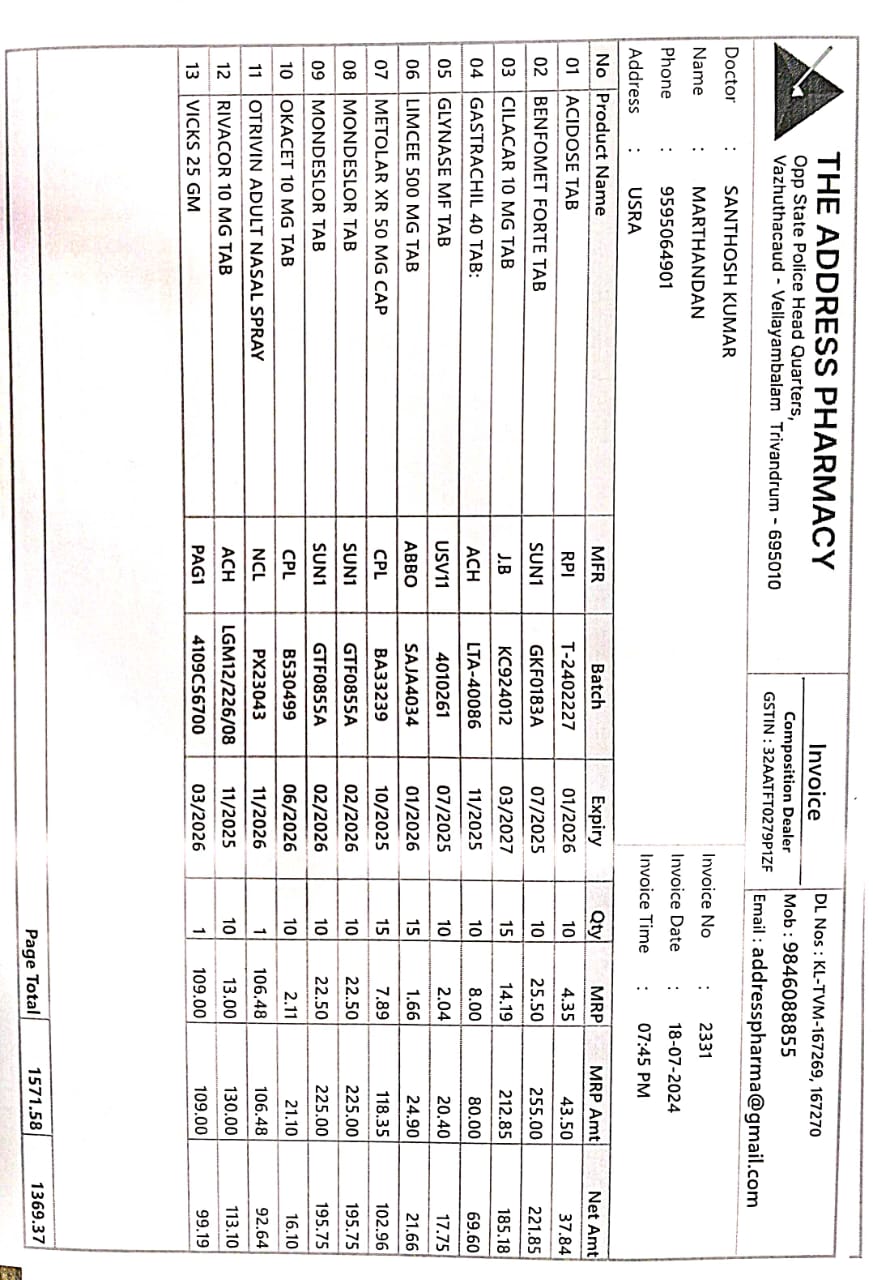 THE ADDRESS PHARMACY
Opp State Police Head Quarters,
Vazhuthacaud - Vellayambalam Trivandrum - 695010
Invoice
Composition Dealer
GSTIN : 32AATFT0279P1ZF
DL Nos : KL-TVM-167269, 167270
Mob : 9846088855
Email : addresspharma@gmail.com
Doctor : SANTHOSH KUMAR
Name : MARTHANDAN
Phone : 9595064901
Address : USRA
Invoice No : 2331
Invoice Date : 18-07-2024
Invoice Time : 07:45 PM
No Product Name MFR Batch Expiry Qty MRP MRP Amt Net Amt
01 ACIDOSE TAB RPI T-2402227 01/2026 10 4.35 43.50 37.84
02 BENFOMET FORTE TAB SUN1 GKF0183A 07/2025 10 25.50 255.00 221.85
03 CILACAR 10 MG TAB J.B KC924012 03/2027 15 14.19 212.85 185.18
04 GASTRACHIL 40 TAB: ACH LTA-40086 11/2025 10 8.00 80.00 69.60
05 GLYNASE MF TAB USV11 4010261 07/2025 10 2.04 20.40 17.75
06 LIMCEE 500 MG TAB ABBO SAJA4034 01/2026 15 1.66 24.90 21.66
07 METOLAR XR 50 MG CAP CPL BA33239 10/2025 15 7.89 118.35 102.96
08 MONDESLOR TAB SUN1 GTF0855A 02/2026 10 22.50 225.00 195.75
09 MONDESLOR TAB SUN1 GTF0855A 02/2026 10 22.50 225.00 195.75
10 OKACET 10 MG TAB CPL B530499 06/2026 10 2.11 21.10 16.10
11 OTRIVIN ADULT NASAL SPRAY NCL PX23043 11/2026 1 106.48 106.48 92.64
12 RIVACOR 10 MG TAB ACH LGM12/226/08 11/2025 10 13.00 130.00 113.10
13 VICKS 25 GM PAG1 4109C56700 03/2026 1 109.00 109.00 99.19
Page Total 1571.58 1369.37